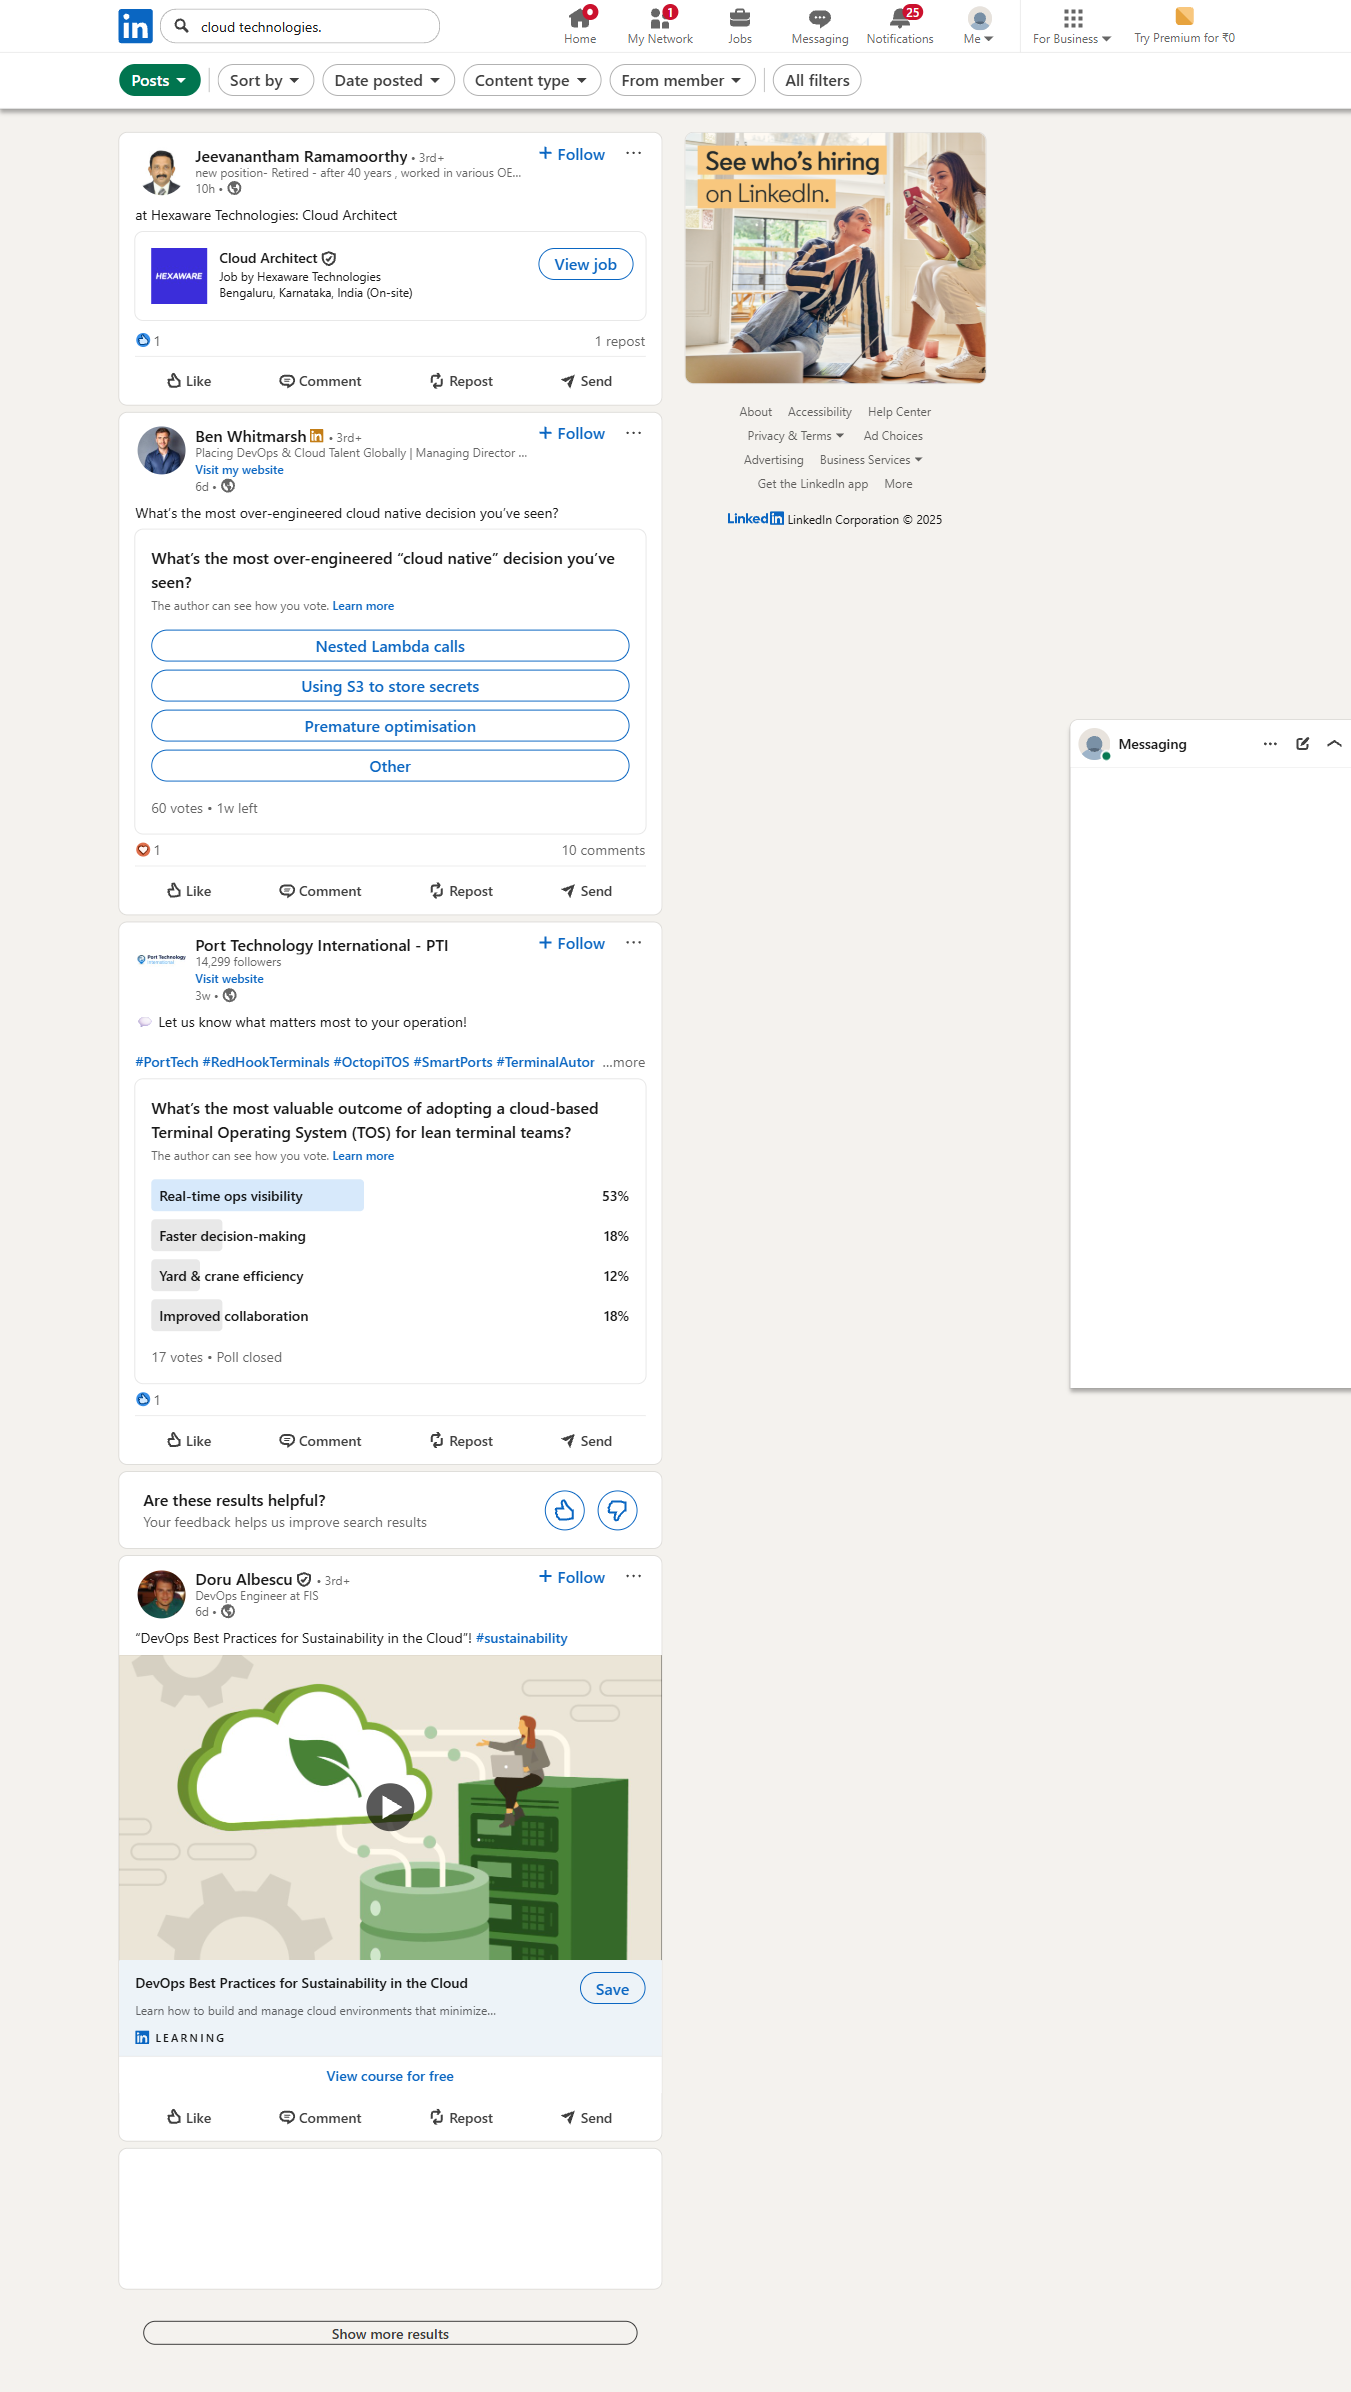 in
cloud technologies.
Home
1
My Network
Jobs
Messaging
25
Notifications
Me
For Business
Try Premium for ₹0
Posts
Sort by
Date posted
Content type
From member
All filters
Jeevanantham Ramamoorthy • 3rd+
+ Follow
new position- Retired - after 40 years , worked in various OE...
10h •
at Hexaware Technologies: Cloud Architect
HEXAWARE
Cloud Architect
Job by Hexaware Technologies
Bengaluru, Karnataka, India (On-site)
View job
1
1 repost
Like
Comment
Repost
Send
Ben Whitmarsh in • 3rd+
+ Follow
Placing DevOps & Cloud Talent Globally | Managing Director ...
Visit my website
6d •
What's the most over-engineered cloud native decision you've seen?
What's the most over-engineered “cloud native” decision you've
seen?
The author can see how you vote. Learn more
Nested Lambda calls
Using S3 to store secrets
Premature optimisation
Other
60 votes • 1w left
1
10 comments
Like
Comment
Repost
Send
Port Technology
International
Port Technology International - PTI
+ Follow
14,299 followers
Visit website
3w •
Let us know what matters most to your operation!
#PortTech #RedHookTerminals #OctopiTOS #SmartPorts #TerminalAutor ...more
What's the most valuable outcome of adopting a cloud-based
Terminal Operating System (TOS) for lean terminal teams?
The author can see how you vote. Learn more
Real-time ops visibility 53%
Faster decision-making 18%
Yard & crane efficiency 12%
Improved collaboration 18%
17 votes • Poll closed
1
Like
Comment
Repost
Send
Are these results helpful?
Your feedback helps us improve search results
Doru Albescu • 3rd+
+ Follow
DevOps Engineer at FIS
6d •
“DevOps Best Practices for Sustainability in the Cloud”! #sustainability
DevOps Best Practices for Sustainability in the Cloud
Save
Learn how to build and manage cloud environments that minimize...
in LEARNING
View course for free
Like
Comment
Repost
Send
Show more results
See who's hiring
on LinkedIn.
About
Accessibility
Help Center
Privacy & Terms
Ad Choices
Advertising
Business Services
Get the LinkedIn app
More
Linkedin LinkedIn Corporation © 2025
Messaging